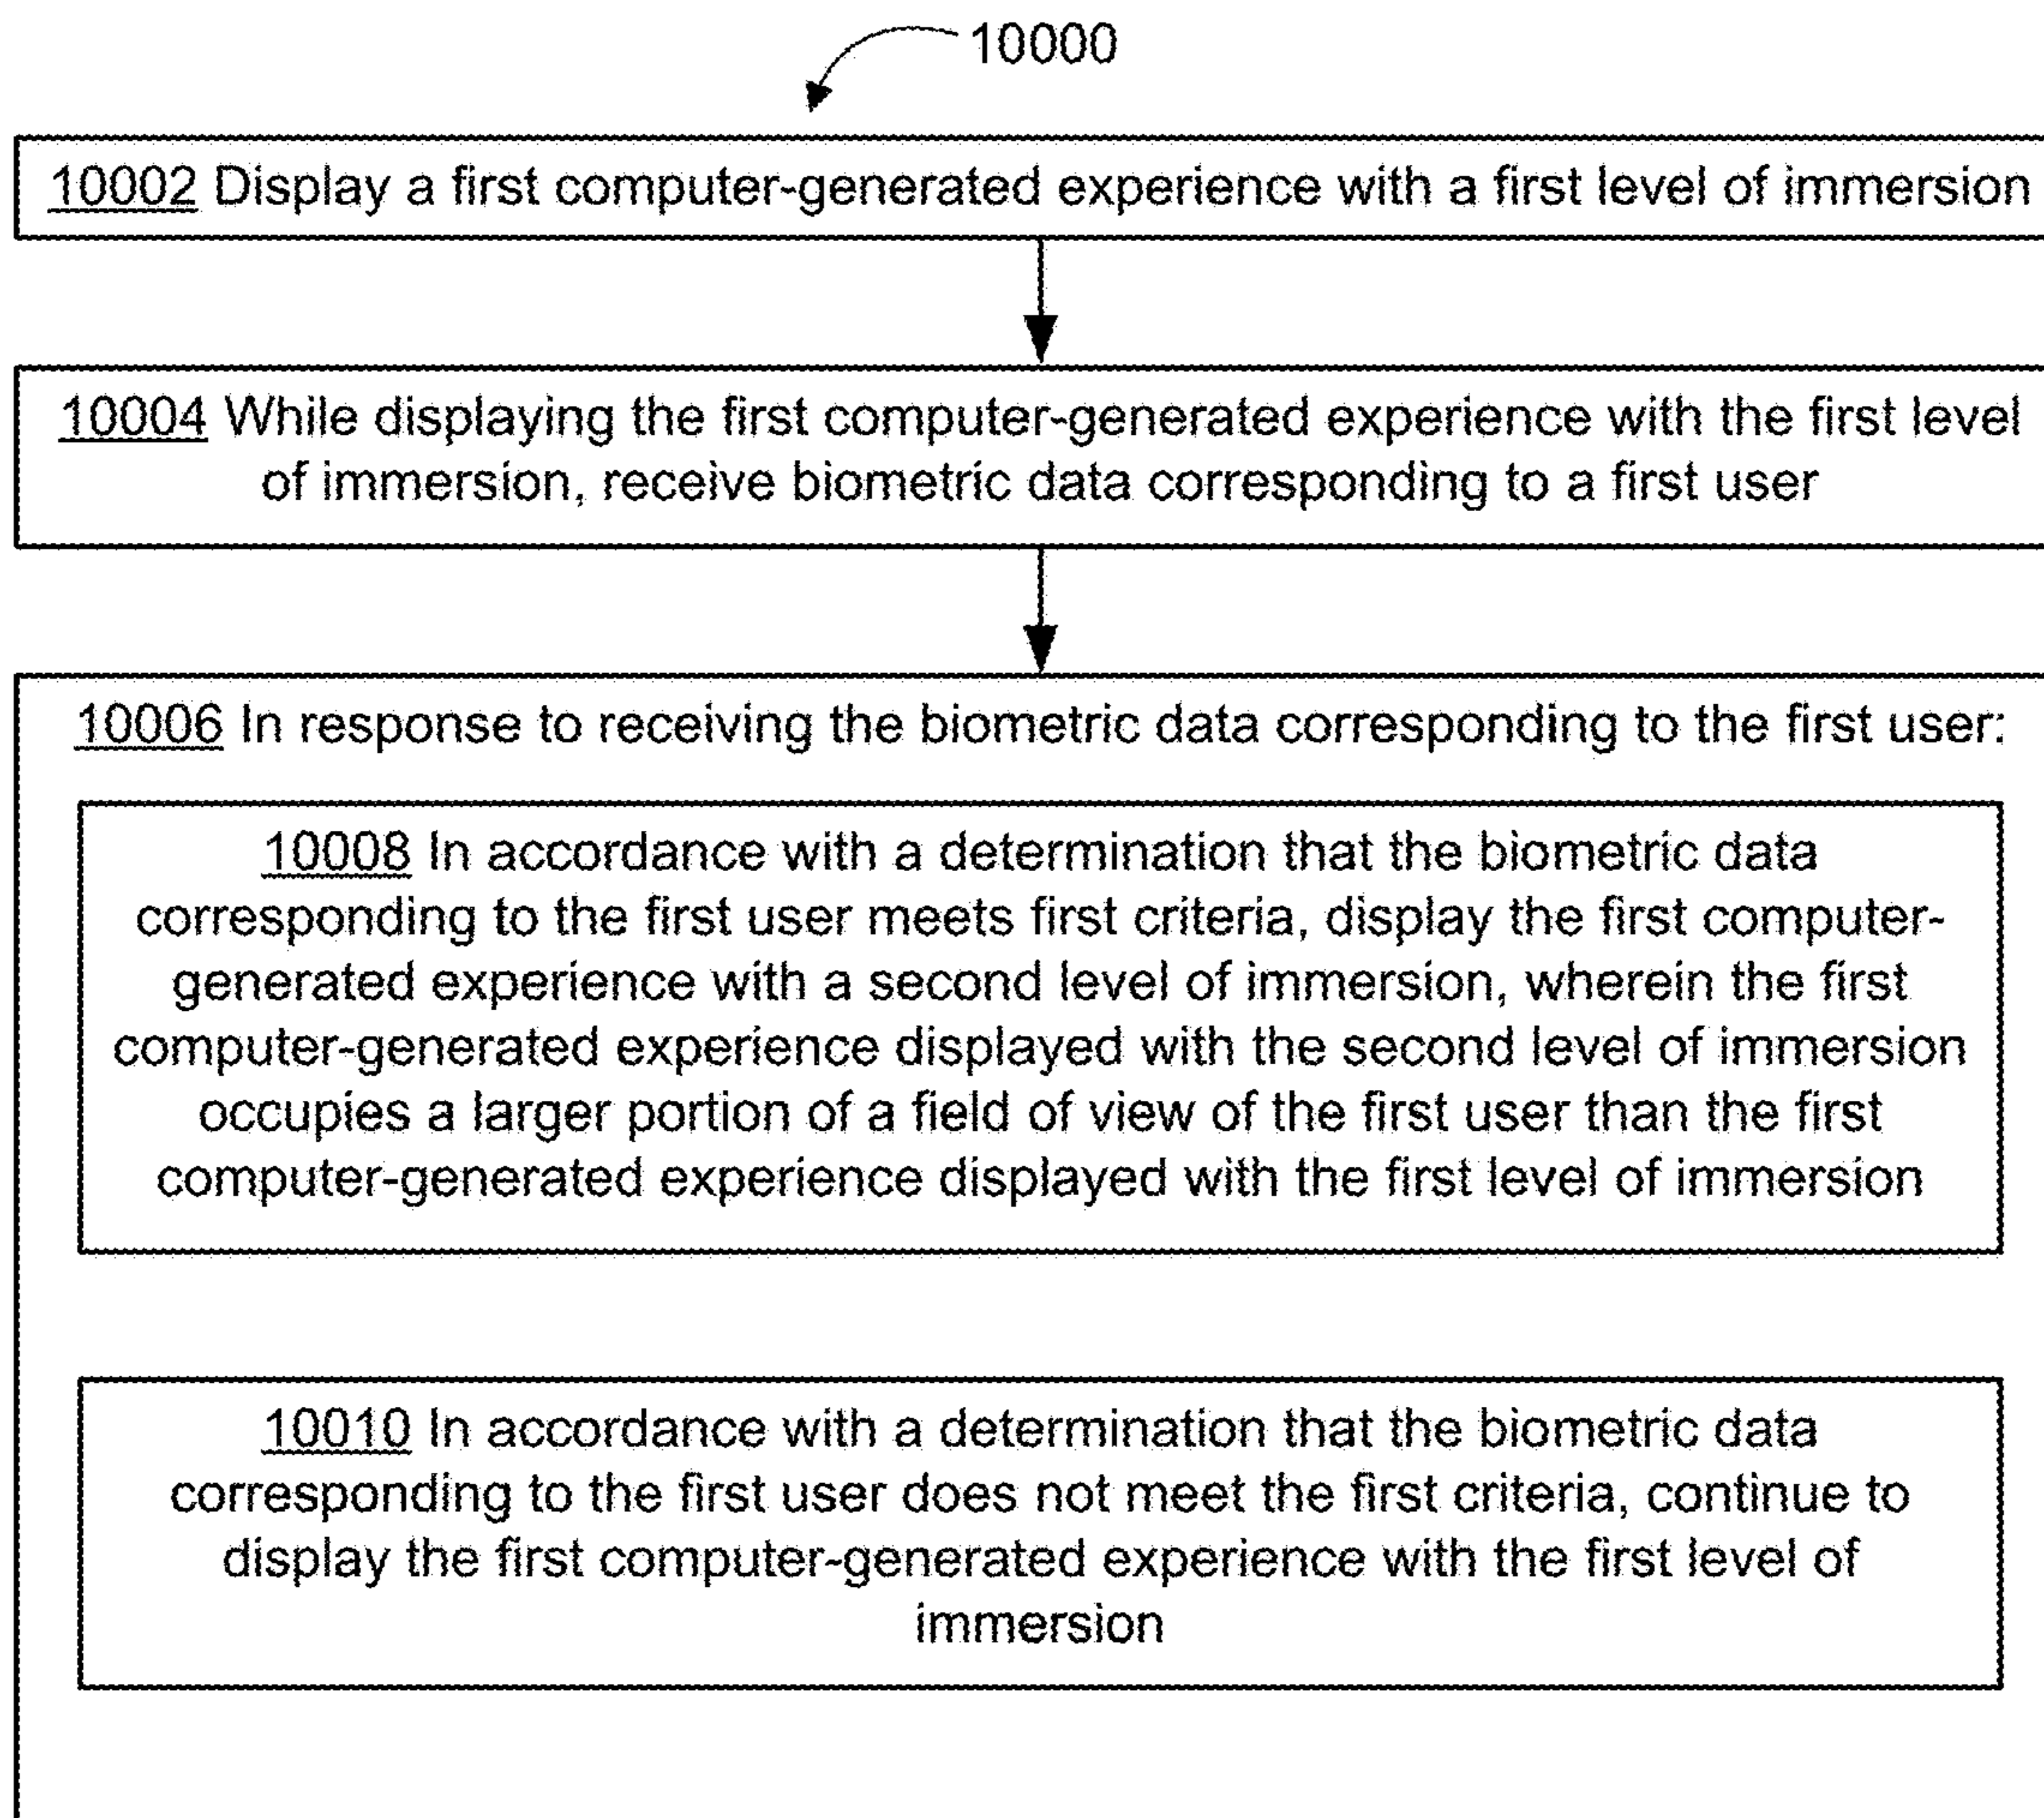 10000
10002 Display a first computer-generated experience with a first level of immersion
10004 While displaying the first computer-generated experience with the first level
of immersion, receive biometric data corresponding to a first user
10006 In response to receiving the biometric data corresponding to the first user:
10008 In accordance with a determination that the biometric data
corresponding to the first user meets first criteria, display the first computer-
generated experience with a second level of immersion, wherein the first
computer-generated experience displayed with the second level of immersion
occupies a larger portion of a field of view of the first user than the first
computer-generated experience displayed with the first level of immersion
10010 In accordance with a determination that the biometric data
corresponding to the first user does not meet the first criteria, continue to
display the first computer-generated experience with the first level of
immersion